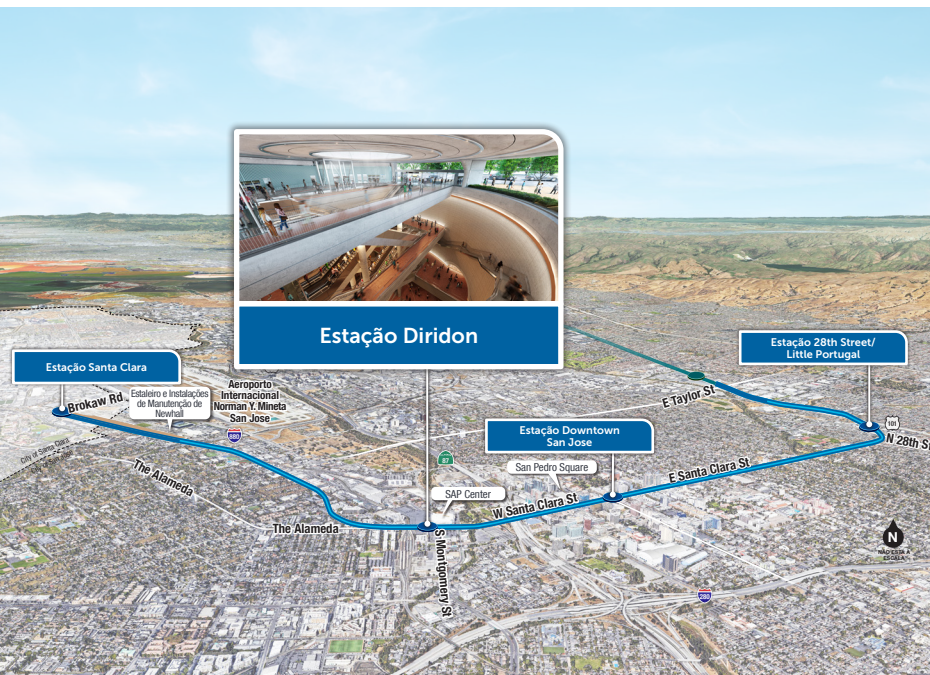 Estação Diridon
Estação Santa Clara
Estação 28th Street/
Little Portugal
Estação Downtown
San Jose
Brokaw Rd
Estaleiro e Instalações
de Manutenção de
Newhall
Aeroporto
Internacional
Norman Y. Mineta
San Jose
880
87
E Taylor St
101
N 28th St
City of Santa Clara
The Alameda
The Alameda
San Pedro Square
SAP Center
W Santa Clara St
E Santa Clara St
S Montgomery St
280
N
NÃO ESTÁ À
ESCALA